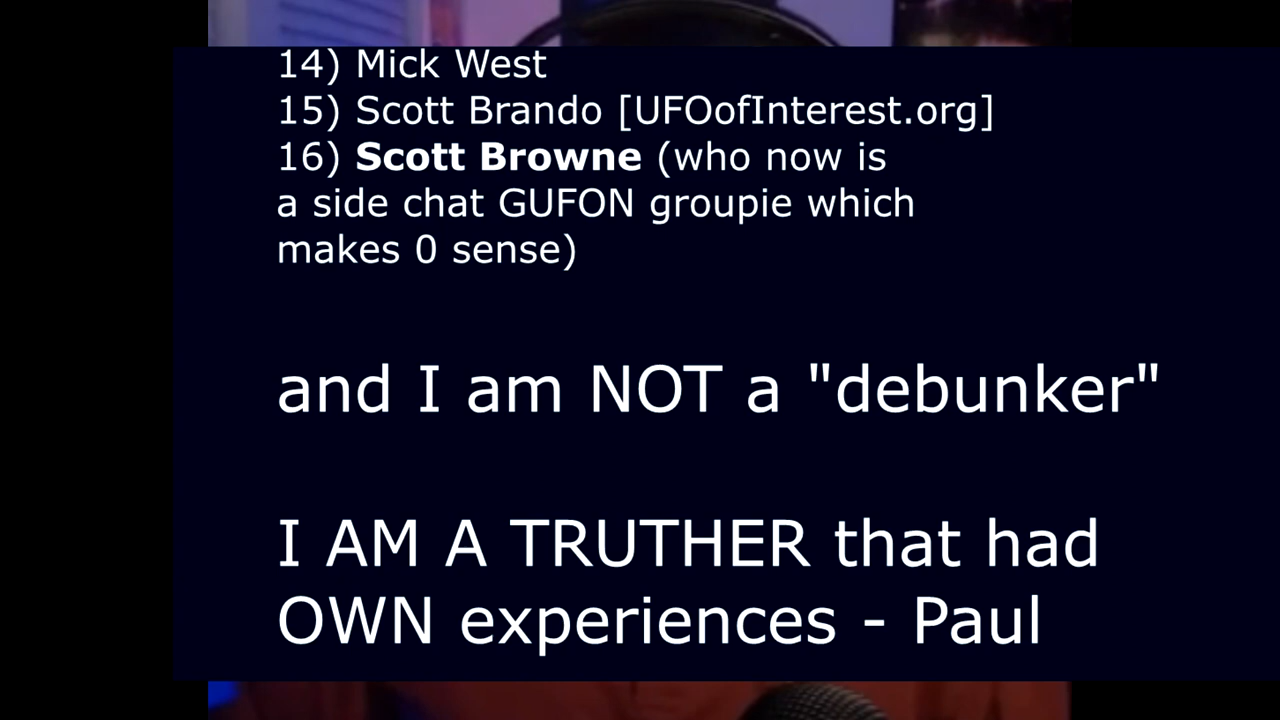 14) Mick West
15) Scott Brando [UFOofInterest.org]
16) Scott Browne (who now is
a side chat GUFON groupie which
makes 0 sense)
and I am NOT a "debunker"
I AM A TRUTHER that had
OWN experiences - Paul